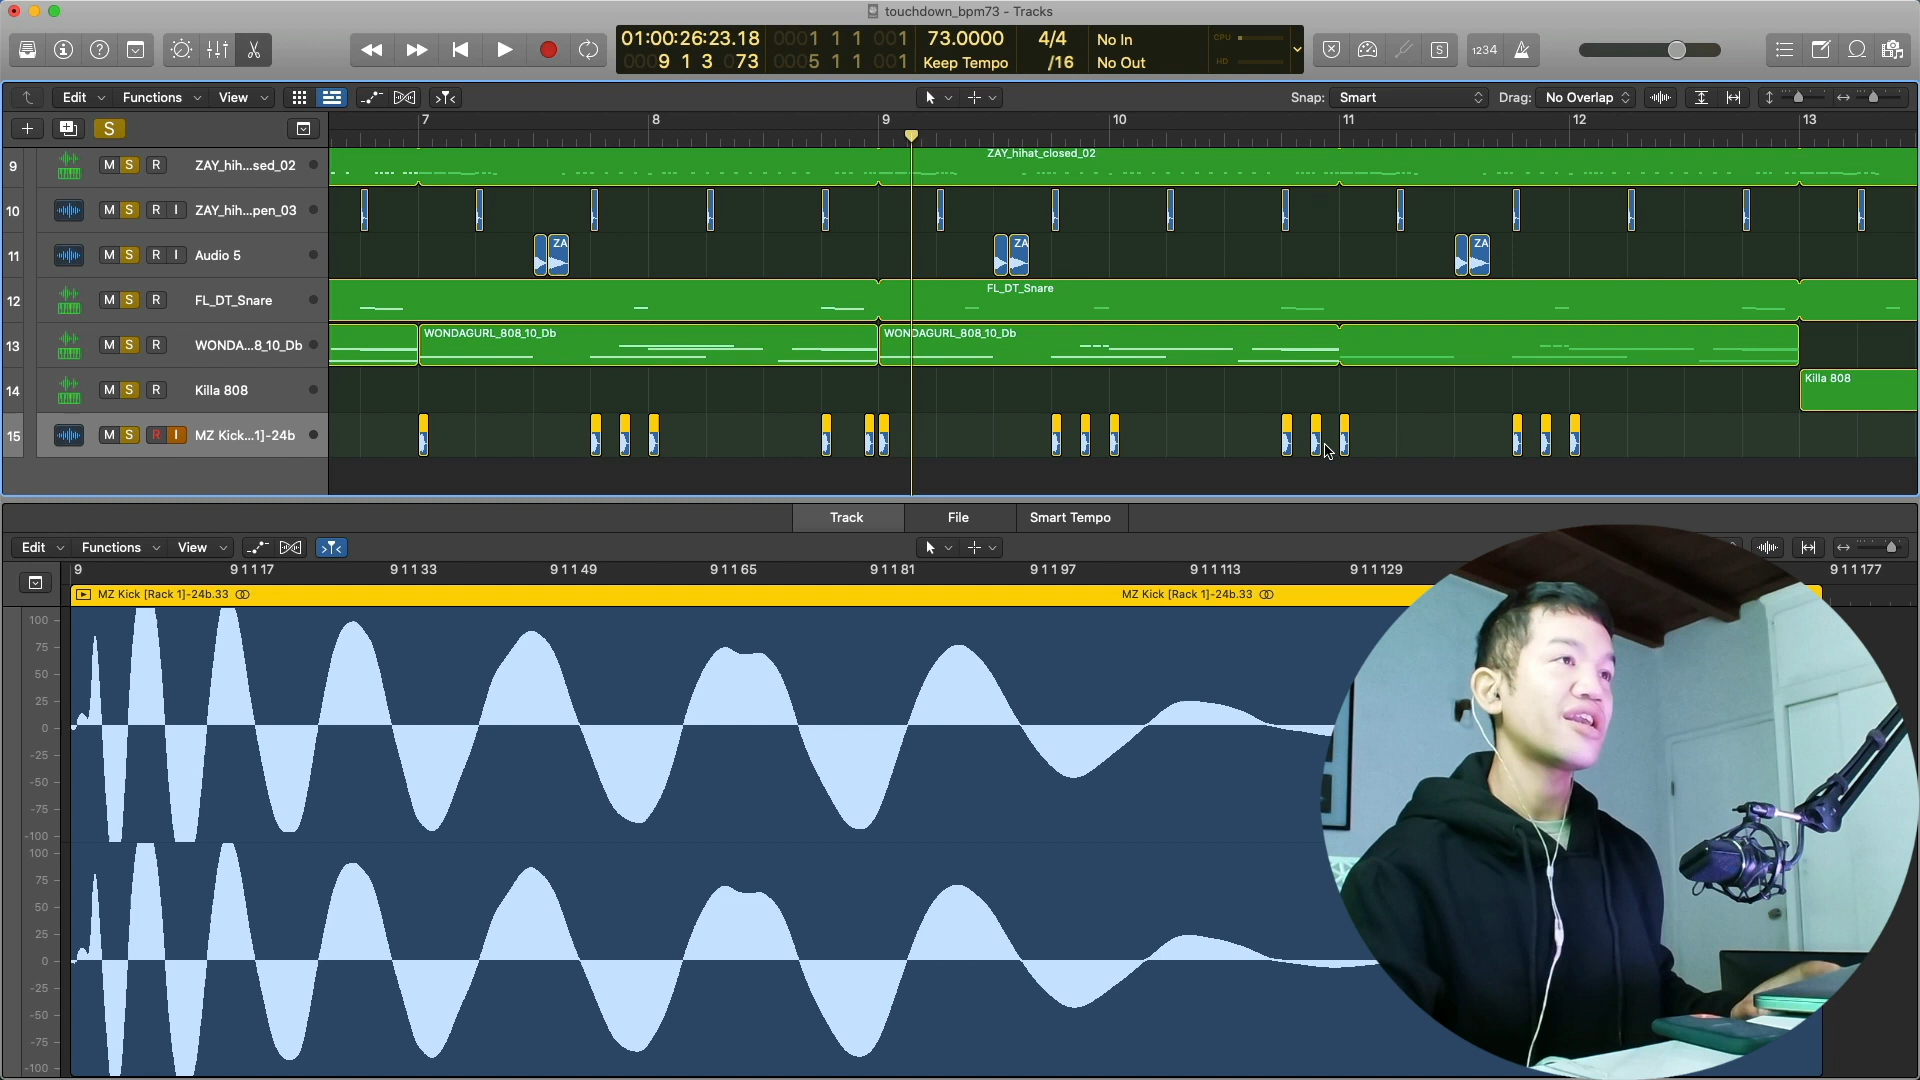 touchdown_bpm73 - Tracks
01:00:26:23.18
9 1 3 073
0001 1 1 001
0005 1 1 001
73.0000
Keep Tempo
4/4
/16
No In
No Out
CPU
HD
S
1234
Edit
Functions
View
Snap: Smart
Drag: No Overlap
S
7
8
9
10
11
12
13
9
M S R
ZAY_hih...sed_02
ZAY_hihat_closed_02
10
M S R I
ZAY_hih...pen_03
11
M S R I
Audio 5
ZA
ZA
ZA
12
M S R
FL_DT_Snare
FL_DT_Snare
13
M S R
WONDA...8_10_Db
WONDAGURL_808_10_Db
WONDAGURL_808_10_Db
14
M S R
Killa 808
Killa 808
15
M S R I
MZ Kick...1]-24b
Track
File
Smart Tempo
Edit
Functions
View
9
9 1 1 17
9 1 1 33
9 1 1 49
9 1 1 65
9 1 1 81
9 1 1 97
9 1 1 113
9 1 1 129
9 1 1 177
MZ Kick [Rack 1]-24b.33
MZ Kick [Rack 1]-24b.33
100
75
50
25
0
-25
-50
-75
-100
100
75
50
25
0
-25
-50
-75
-100